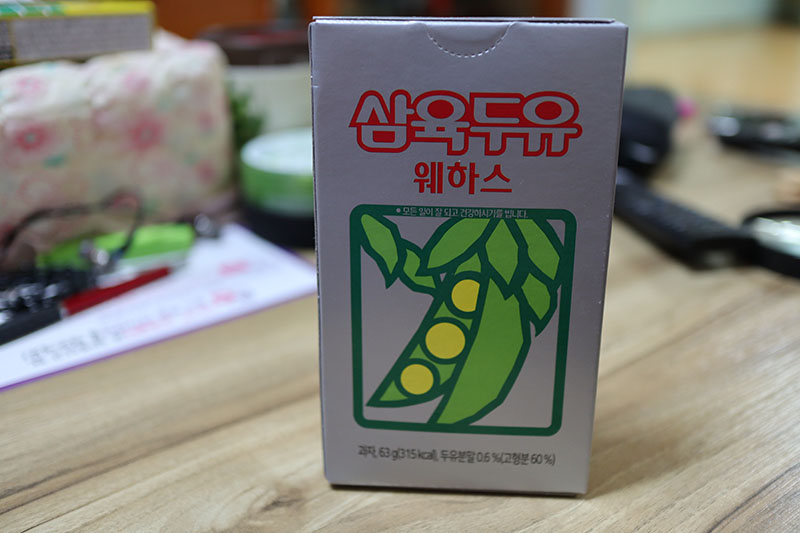 삼육두유
웨하스
* 모든 일이 잘 되고 건강하시기를 빕니다.
과자, 63 g(315 kcal), 두유분말 0.6 %(고형분 60 %)